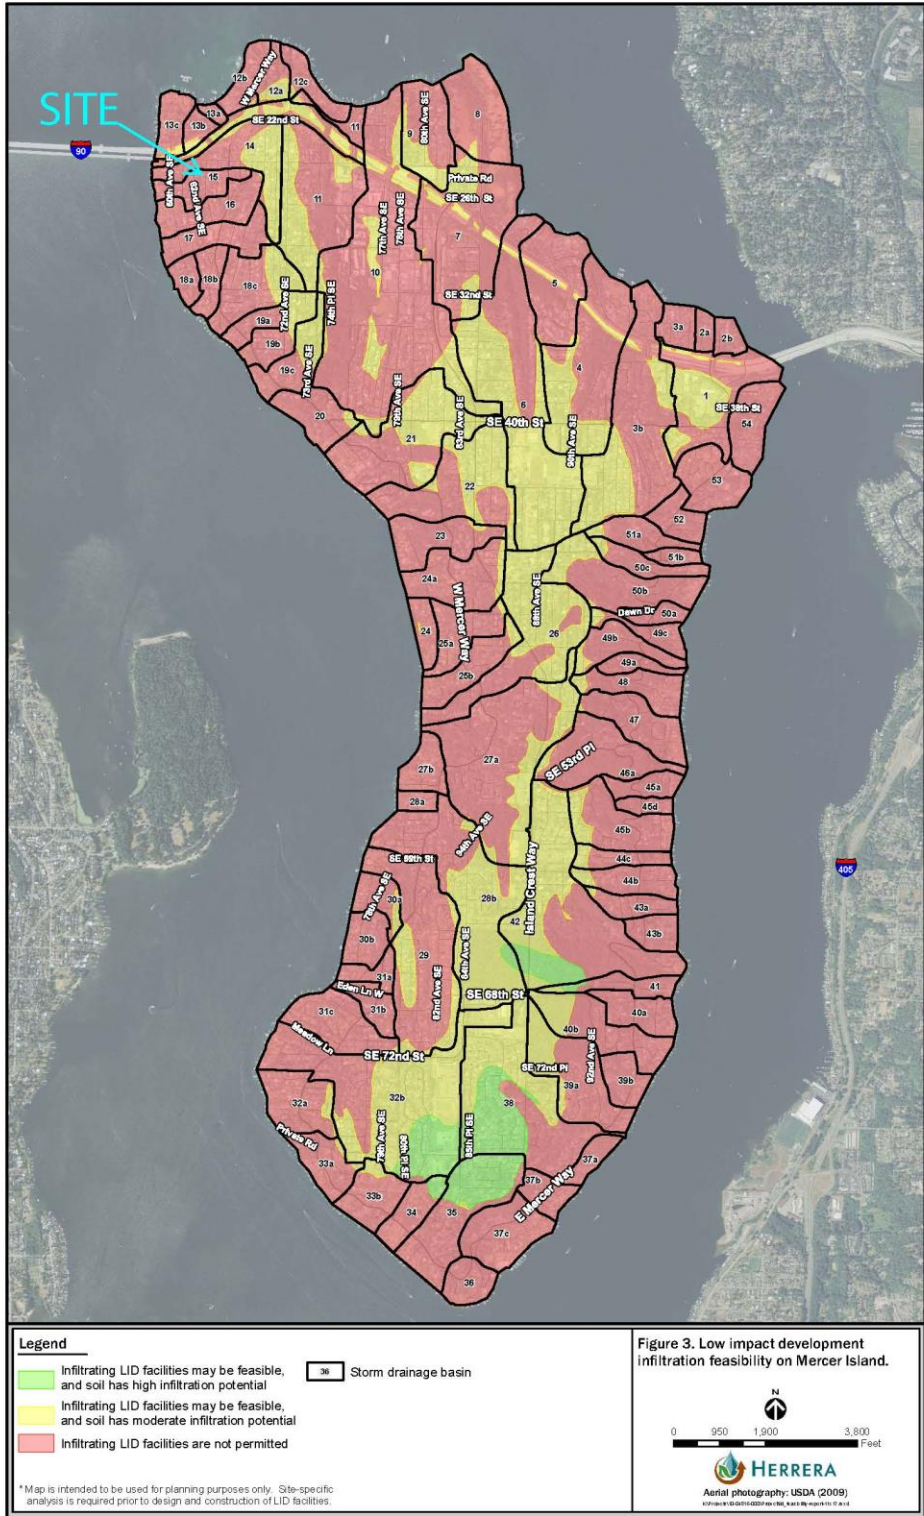 SITE
90
12b
W Mercer Way
12a
12c
13a
13b
13c
SE 22nd St
11
9
80th Ave SE
8
14
15
60th Ave SE
62nd Ave SE
16
17
11
Private Rd
SE 26th St
77th Ave SE
78th Ave SE
7
10
18a
18b
18c
72nd Ave SE
74th Pl SE
SE 32nd St
5
3a
2a
2b
19a
19b
19c
73rd Ave SE
4
1
SE 38th St
54
20
79th Ave SE
83rd Ave SE
6
SE 40th St
90th Ave SE
3b
21
22
53
52
23
51a
51b
50c
24a
W Mercer Way
88th Ave SE
50b
Dawn Dr
50a
24
25a
26
49b
49c
25b
49a
48
47
27a
SE 53rd Pl
27b
46a
45a
28a
45d
84th Ave SE
45b
SE 59th St
Island Crest Way
44c
405
78th Ave SE
30a
28b
44b
42
43a
30b
29
84th Ave SE
43b
82nd Ave SE
31a
Eden Ln W
SE 68th St
41
31b
40a
31c
40b
Meadow Ln
SE 72nd St
92nd Ave SE
SE 72nd Pl
39a
39b
32a
32b
38
Private Rd
78th Ave SE
80th Pl SE
85th Pl SE
33a
37a
37b
E Mercer Way
33b
34
35
37c
36
Legend
Infiltrating LID facilities may be feasible,
and soil has high infiltration potential
36 Storm drainage basin
Infiltrating LID facilities may be feasible,
and soil has moderate infiltration potential
Infiltrating LID facilities are not permitted
* Map is intended to be used for planning purposes only. Site-specific
analysis is required prior to design and construction of LID facilities.
Figure 3. Low impact development
infiltration feasibility on Mercer Island.
N
0 950 1,900 3,800
Feet
HERRERA
Aerial photography: USDA (2009)